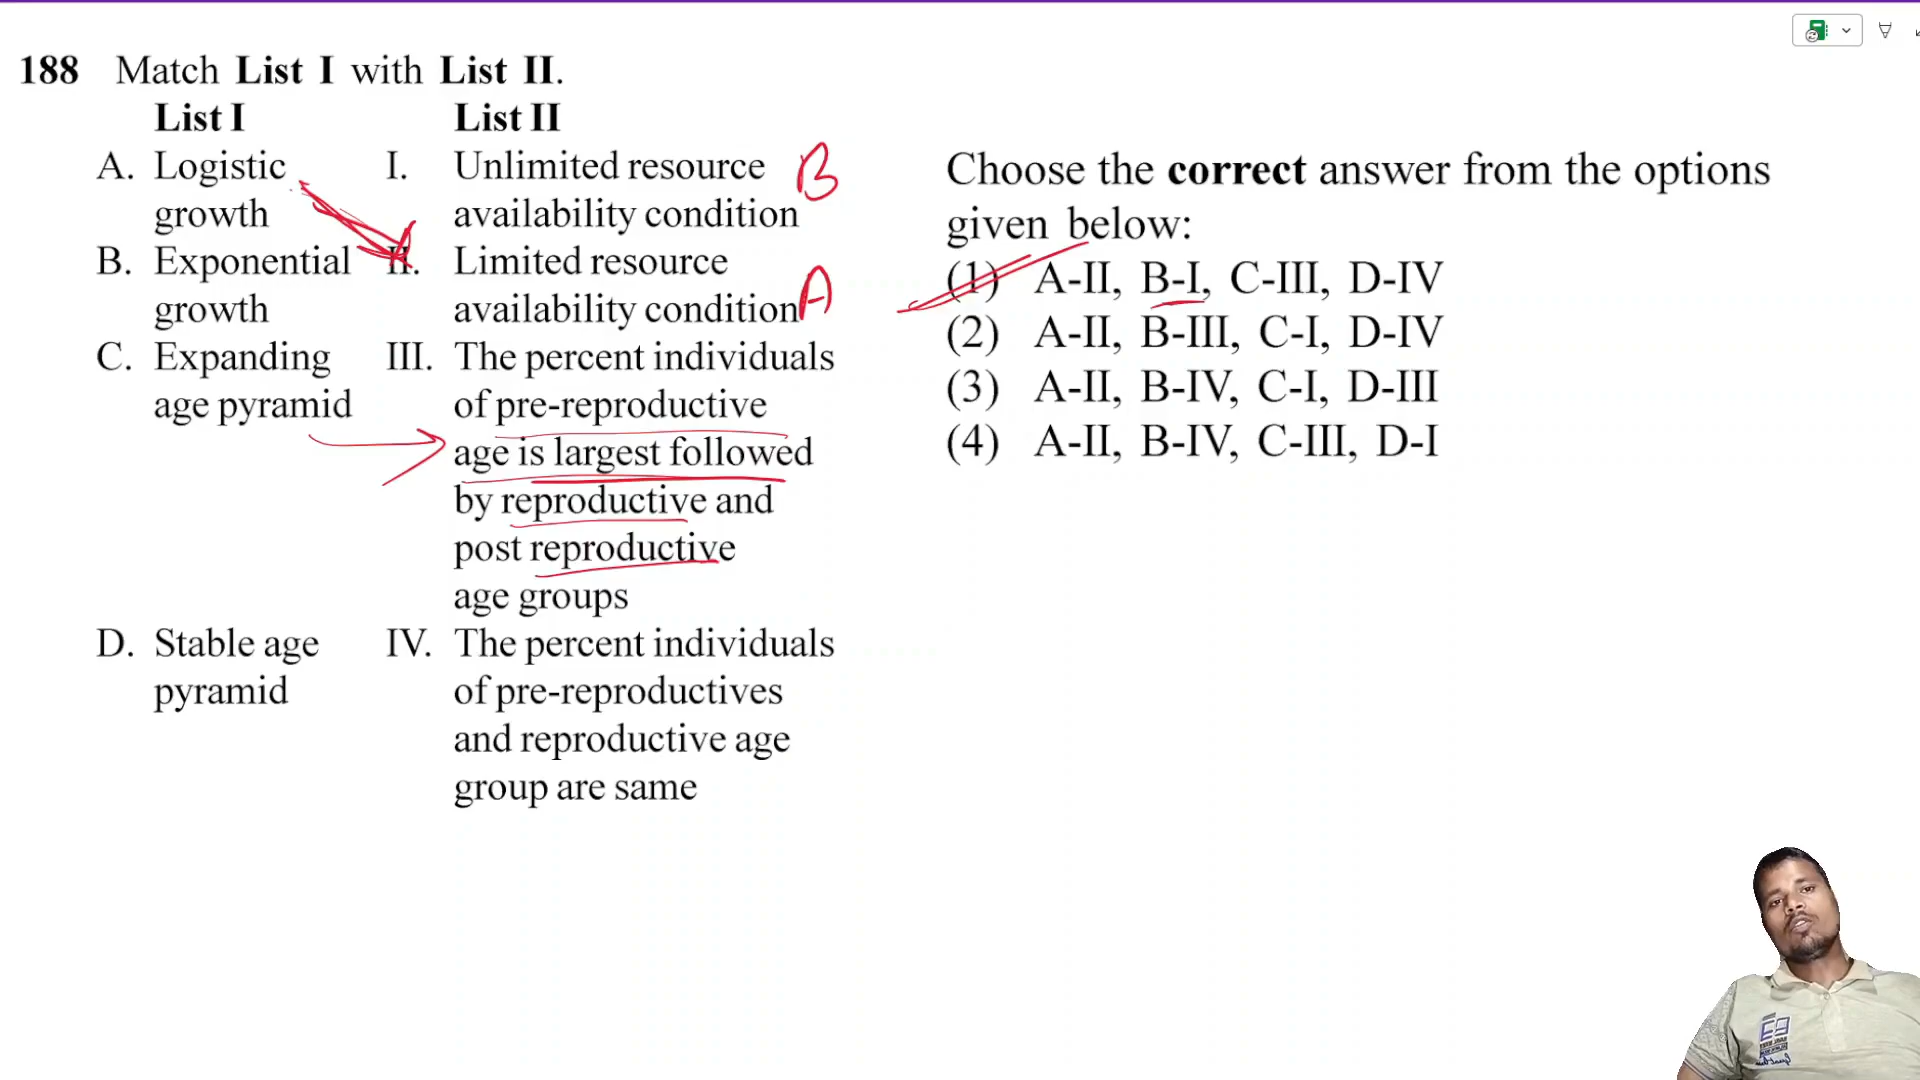 188 Match List I with List II.
List I List II
A. Logistic I. Unlimited resource B
growth availability condition
B. Exponential II. Limited resource
growth availability condition A
C. Expanding III. The percent individuals
age pyramid of pre-reproductive
age is largest followed
by reproductive and
post reproductive
age groups
D. Stable age IV. The percent individuals
pyramid of pre-reproductives
and reproductive age
group are same
Choose the correct answer from the options
given below:
(1) A-II, B-I, C-III, D-IV
(2) A-II, B-III, C-I, D-IV
(3) A-II, B-IV, C-I, D-III
(4) A-II, B-IV, C-III, D-I